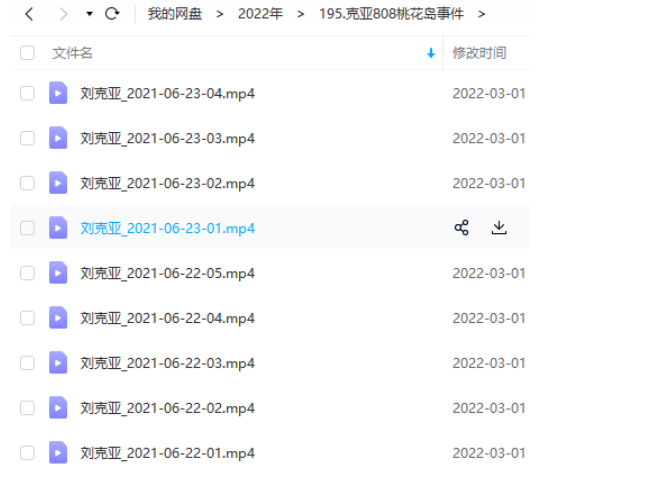 我的网盘 > 2022年 > 195.克亚808桃花岛事件 >
文件名 修改时间
刘克亚_2021-06-23-04.mp4 2022-03-01
刘克亚_2021-06-23-03.mp4 2022-03-01
刘克亚_2021-06-23-02.mp4 2022-03-01
刘克亚_2021-06-23-01.mp4
刘克亚_2021-06-22-05.mp4 2022-03-01
刘克亚_2021-06-22-04.mp4 2022-03-01
刘克亚_2021-06-22-03.mp4 2022-03-01
刘克亚_2021-06-22-02.mp4 2022-03-01
刘克亚_2021-06-22-01.mp4 2022-03-01